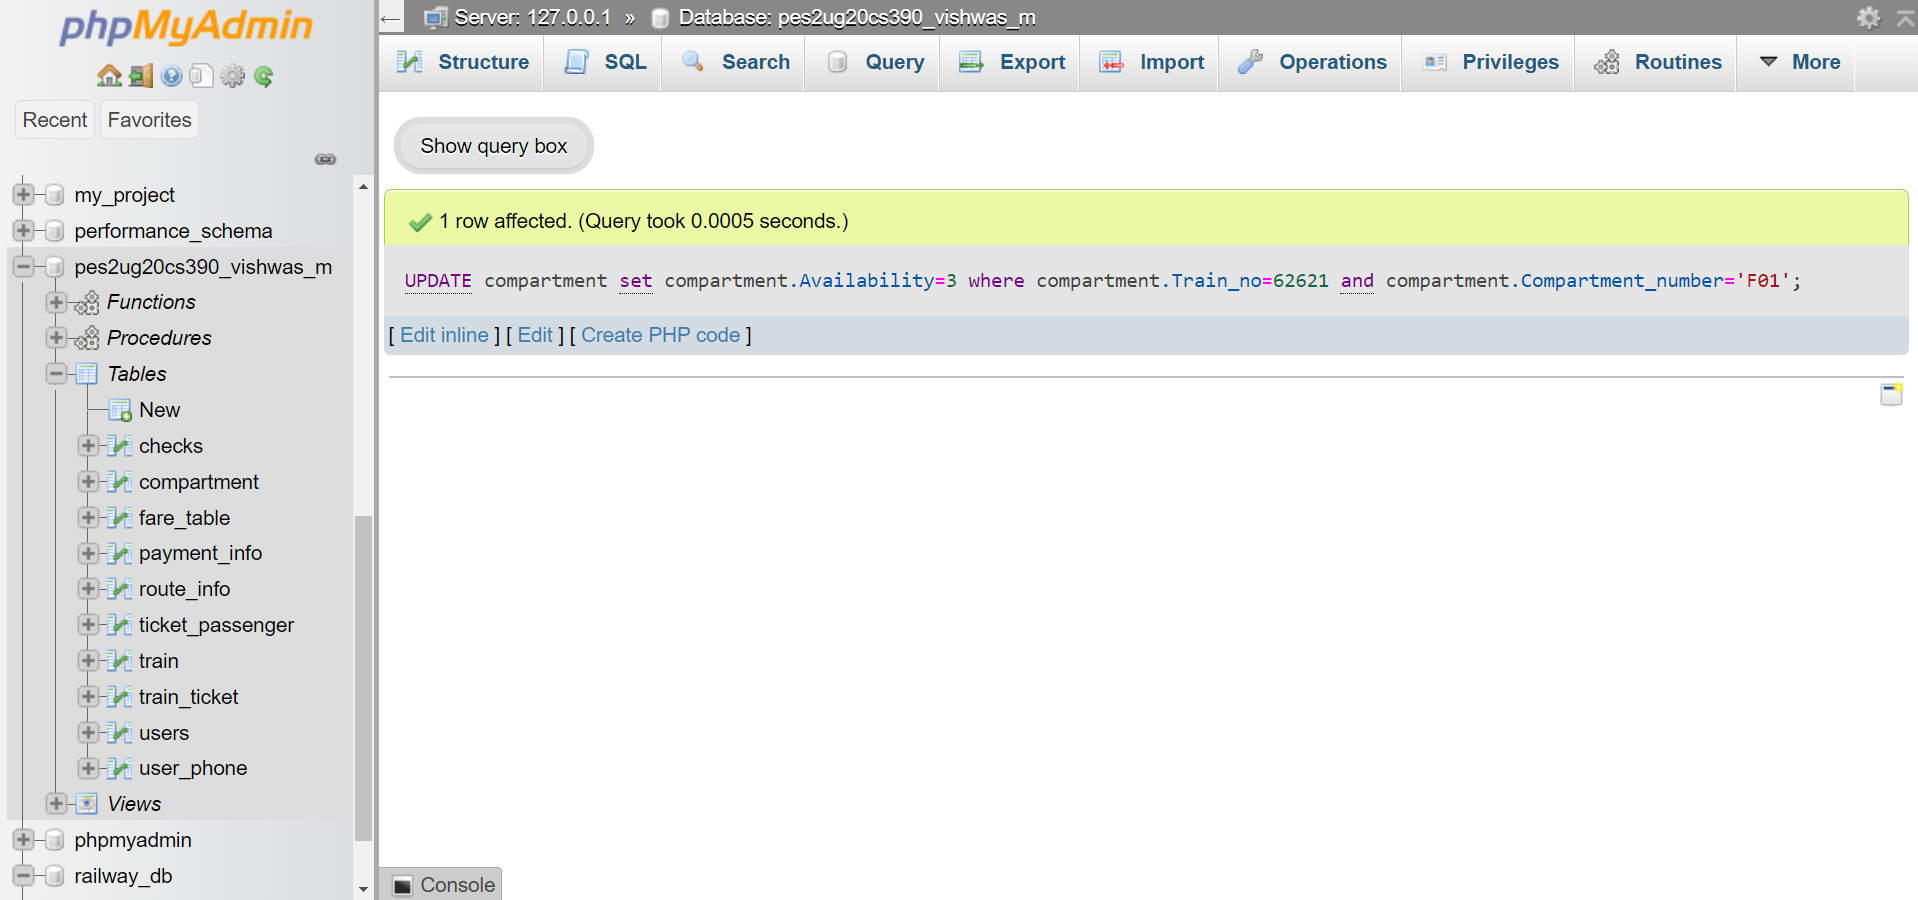 phpMyAdmin
Recent Favorites
my_project
performance_schema
pes2ug20cs390_vishwas_m
Functions
Procedures
Tables
New
checks
compartment
fare_table
payment_info
route_info
ticket_passenger
train
train_ticket
users
user_phone
Views
phpmyadmin
railway_db
Server: 127.0.0.1 » Database: pes2ug20cs390_vishwas_m
Structure SQL Search Query Export Import Operations Privileges Routines More
Show query box
1 row affected. (Query took 0.0005 seconds.)
UPDATE compartment set compartment.Availability=3 where compartment.Train_no=62621 and compartment.Compartment_number='F01';
[ Edit inline ] [ Edit ] [ Create PHP code ]
Console